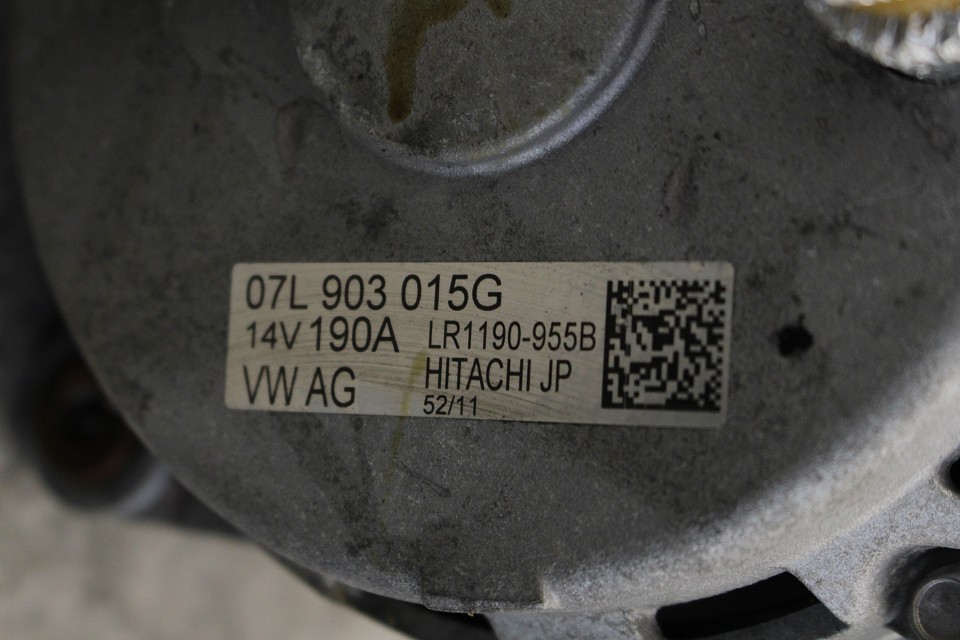 07L 903 015G
14V 190A LR1190-955B
VW AG HITACHI JP
52/11